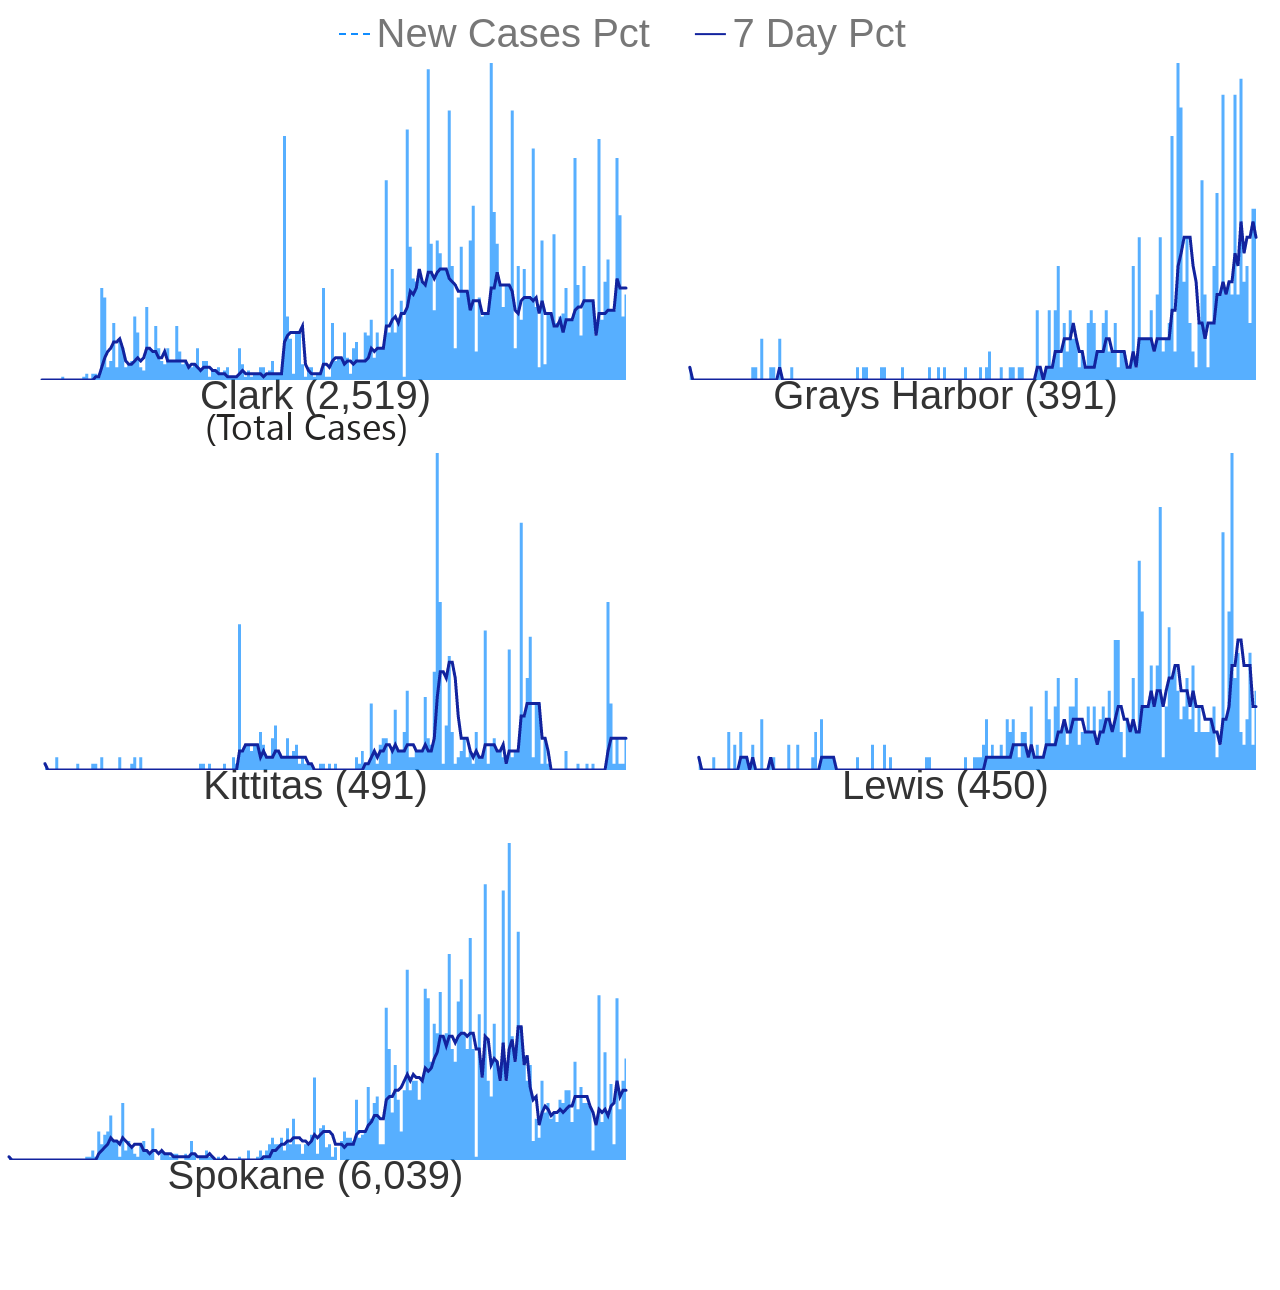 New Cases Pct 7 Day Pct
Clark (2,519) Grays Harbor (391)
(Total Cases)
Kittitas (491) Lewis (450)
Spokane (6,039)